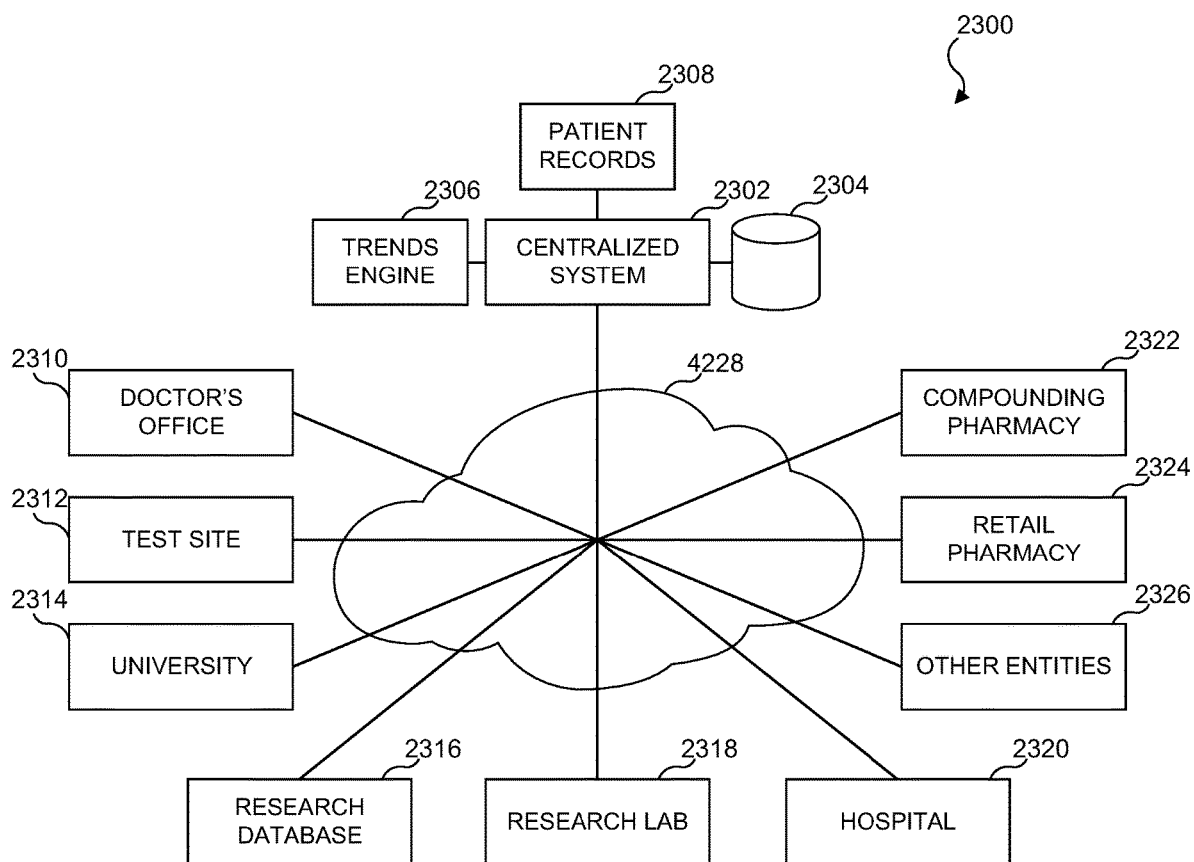 2300
2308
PATIENT
RECORDS
2306
2302
2304
TRENDS
ENGINE
CENTRALIZED
SYSTEM
2310
4228
2322
DOCTOR'S
OFFICE
COMPOUNDING
PHARMACY
2312
2324
TEST SITE
RETAIL
PHARMACY
2314
2326
UNIVERSITY
OTHER ENTITIES
2316
2318
2320
RESEARCH
DATABASE
RESEARCH LAB
HOSPITAL